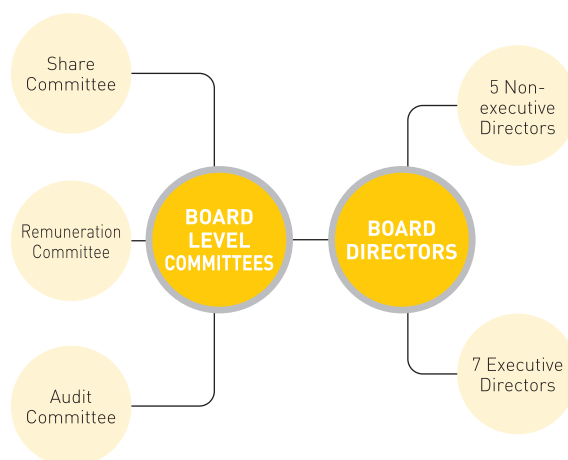 Share
Committee
Remuneration
Committee
Audit
Committee
BOARD
LEVEL
COMMITTEES
BOARD
DIRECTORS
5 Non-
executive
Directors
7 Executive
Directors